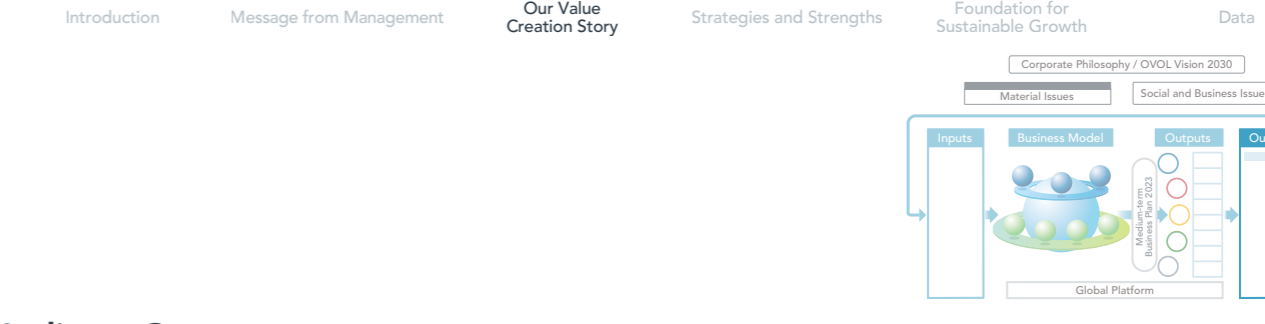 Introduction
Message from Management
Our Value
Creation Story
Strategies and Strengths
Foundation for
Sustainable Growth
Data
Corporate Philosophy / OVOL Vision 2030
Material Issues
Social and Business Issue
Inputs
Business Model
Outputs
Medium-term
Business Plan 2023
Global Platform